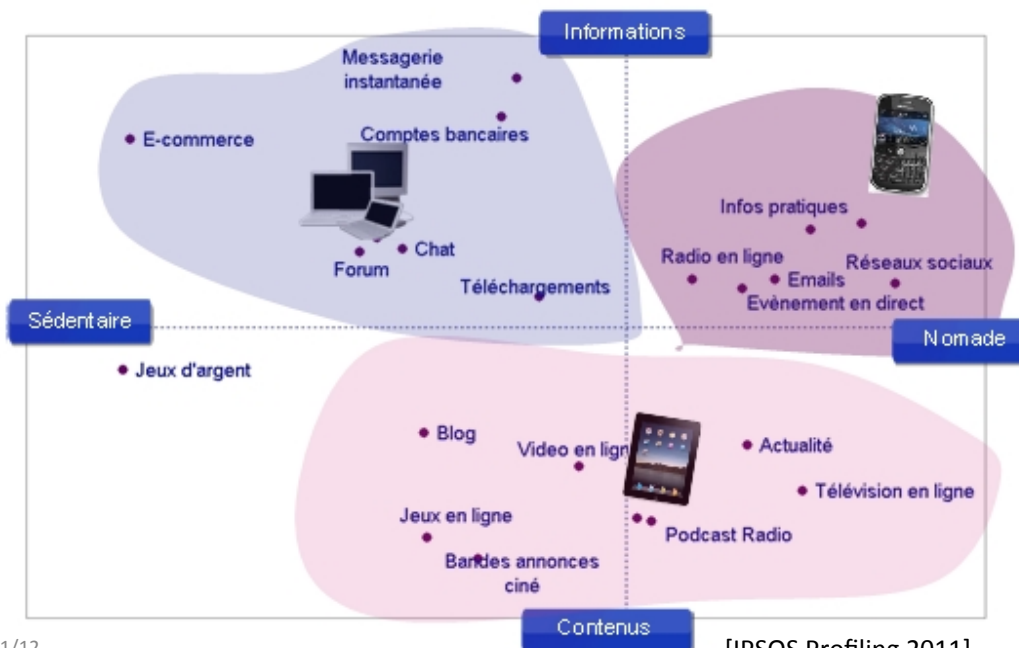 Informations
Messagerie
instantanée
Comptes bancaires
E-commerce
Infos pratiques
Chat
Forum
Radio en ligne
Réseaux sociaux
Emails
Téléchargements
Evènement en direct
Sédentaire
Nomade
Jeux d'argent
Blog
Video en lign
Actualité
Télévision en ligne
Jeux en ligne
Podcast Radio
Bandes annonces
ciné
Contenus
1/12
[IPSOS Profiling 2011]